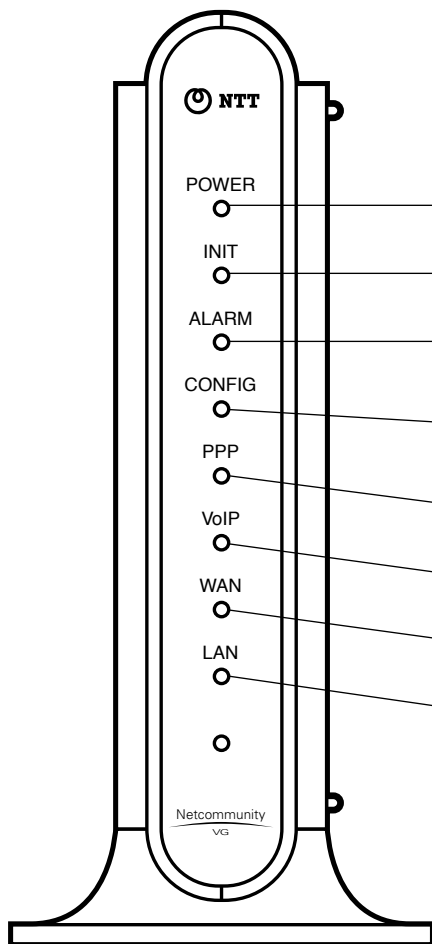 NTT
POWER
INIT
ALARM
CONFIG
PPP
VoIP
WAN
LAN
Netcommunity
VG